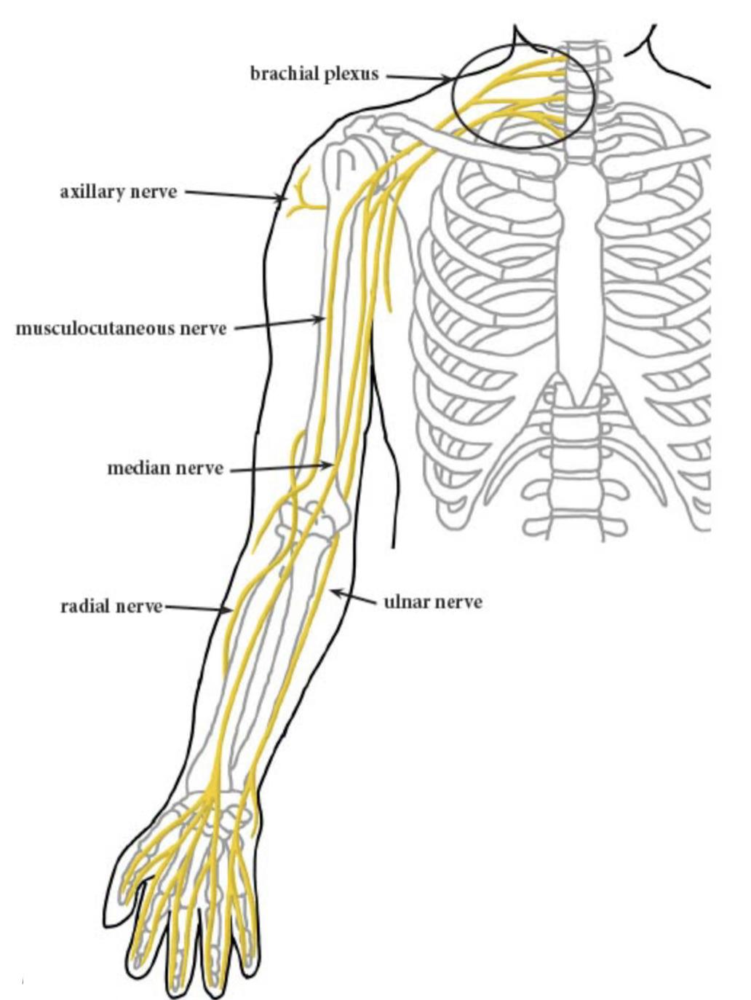 brachial plexus
axillary nerve
musculocutaneous nerve
median nerve
radial nerve
ulnar nerve